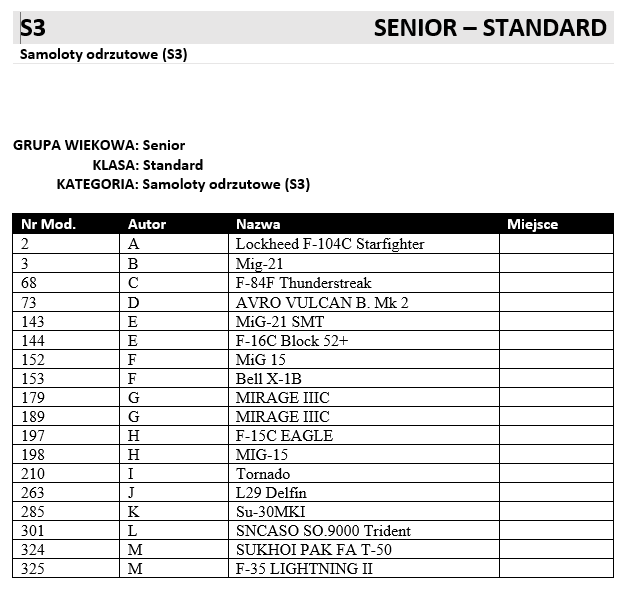 S3 SENIOR – STANDARD
Samoloty odrzutowe (S3)
GRUPA WIEKOWA: Senior
KLASA: Standard
KATEGORIA: Samoloty odrzutowe (S3)
Nr Mod. Autor Nazwa Miejsce
2 A Lockheed F-104C Starfighter
3 B Mig-21
68 C F-84F Thunderstreak
73 D AVRO VULCAN B. Mk 2
143 E MiG-21 SMT
144 E F-16C Block 52+
152 F MiG 15
153 F Bell X-1B
179 G MIRAGE IIIC
189 G MIRAGE IIIC
197 H F-15C EAGLE
198 H MIG-15
210 I Tornado
263 J L29 Delfín
285 K Su-30MKI
301 L SNCASO SO.9000 Trident
324 M SUKHOI PAK FA T-50
325 M F-35 LIGHTNING II